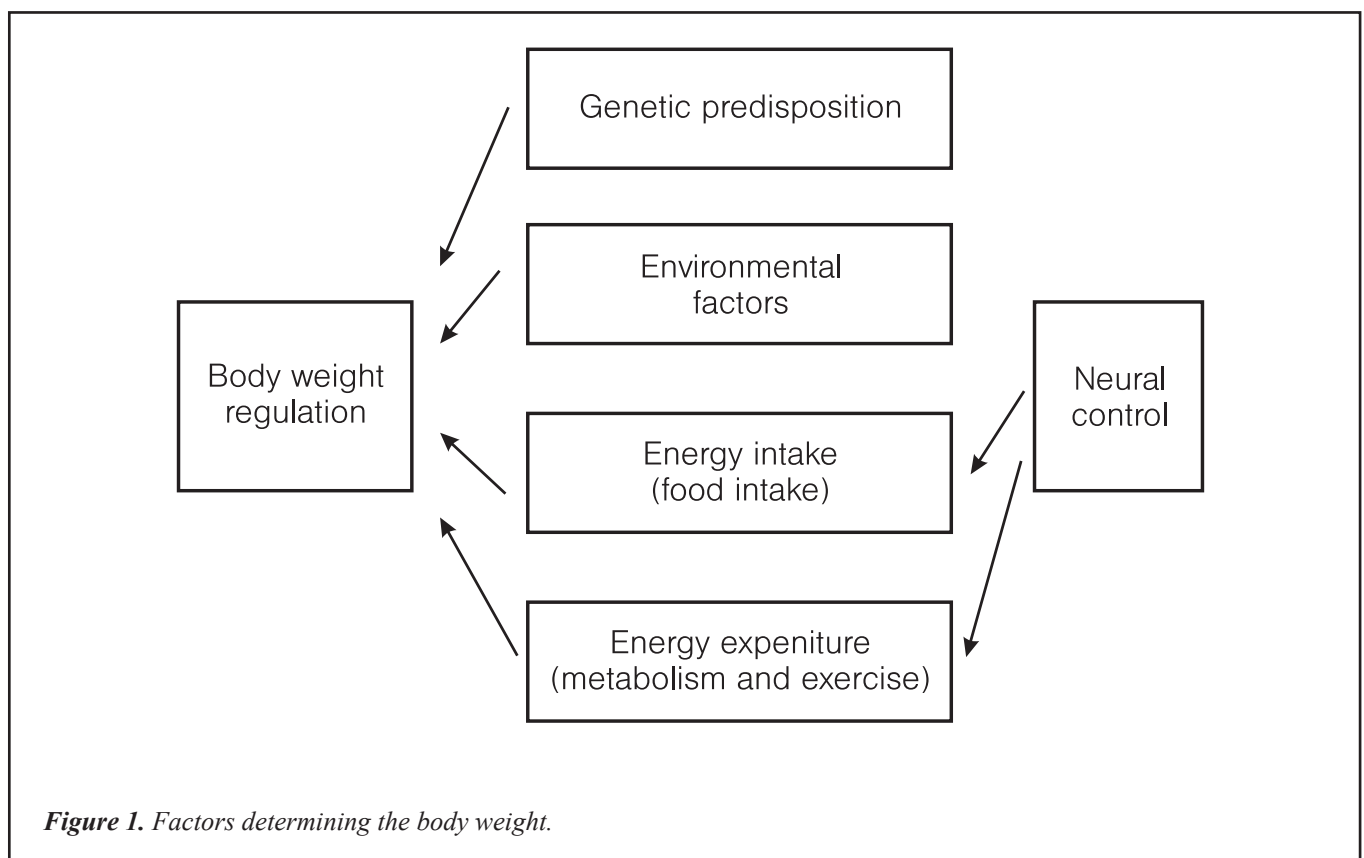 Genetic predisposition
Environmental
factors
Body weight
regulation
Neural
control
Energy intake
(food intake)
Energy expeniture
(metabolism and exercise)
Figure 1. Factors determining the body weight.